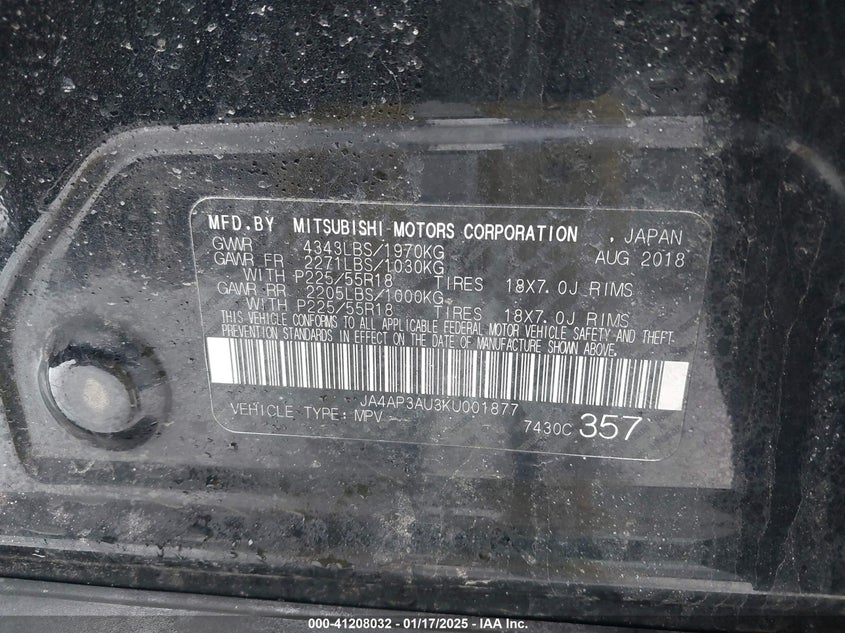 MFD.BY MITSUBISHI MOTORS CORPORATION , JAPAN
GVWR 4343LBS/1970KG AUG 2018
GAWR FR 2271LBS/1030KG
WITH P225/55R18 TIRES 18X7.0J RIMS
GAWR RR 2205LBS/1000KG
WITH P225/55R18 TIRES 18X7.0J RIMS
THIS VEHICLE CONFORMS TO ALL APPLICABLE FEDERAL MOTOR VEHICLE SAFETY AND THEFT
PREVENTION STANDARDS IN EFFECT ON THE DATE OF MANUFACTURE SHOWN ABOVE.
JA4AP3AU3KU001877
VEHICLE TYPE: MPV 7430C 357
000-41208032 - 01/17/2025 - IAA Inc.